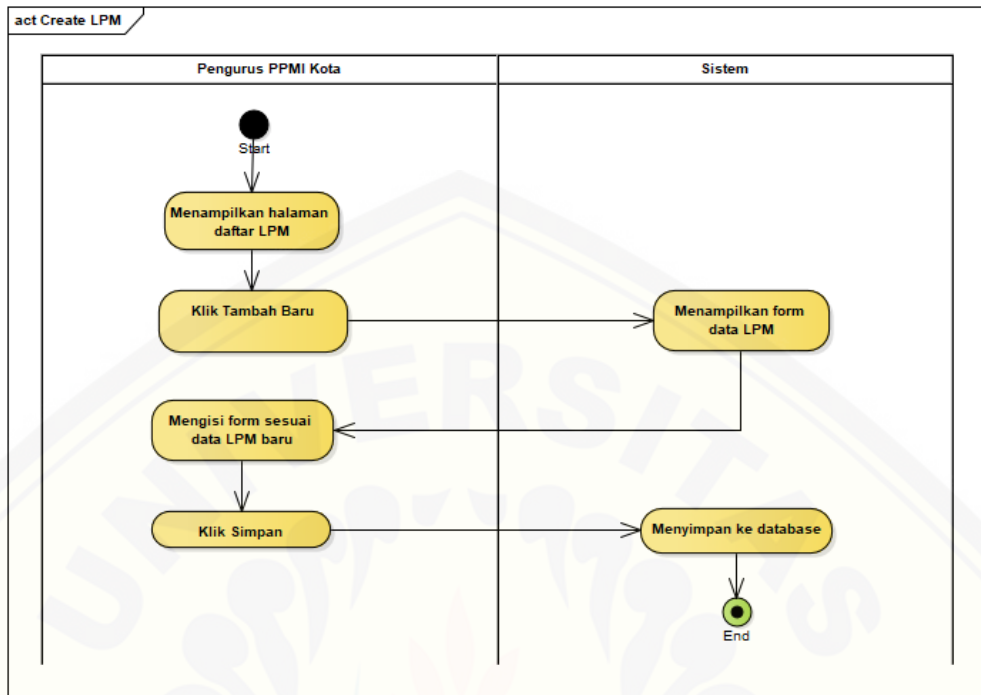 act Create LPM
Pengurus PPMI Kota
Sistem
Start
Menampilkan halaman
daftar LPM
Klik Tambah Baru
Menampilkan form
data LPM
Mengisi form sesuai
data LPM baru
Klik Simpan
Menyimpan ke database
End
UNIVERSITAS